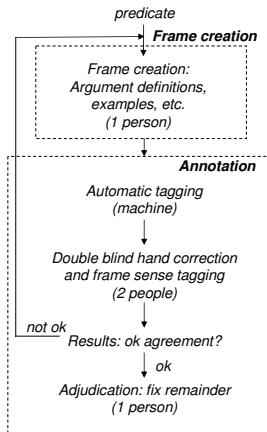 predicate
Frame creation
Frame creation:
Argument definitions,
examples, etc.
(1 person)
Annotation
Automatic tagging
(machine)
Double blind hand correction
and frame sense tagging
(2 people)
not ok
Results: ok agreement?
ok
Adjudication: fix remainder
(1 person)